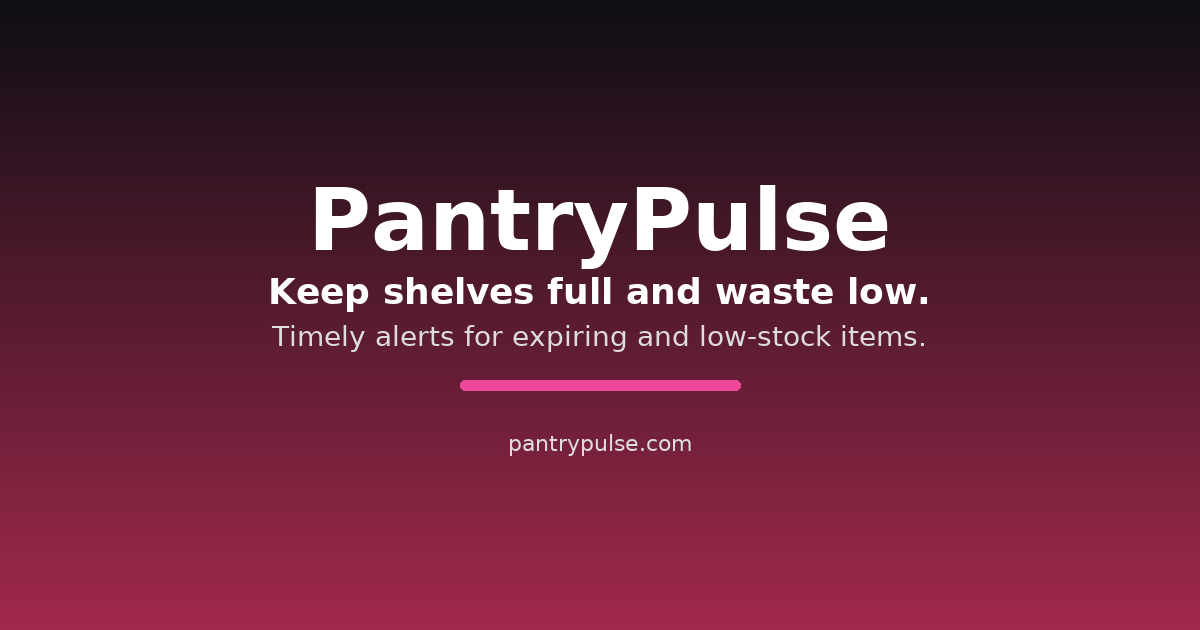 PantryPulse
Keep shelves full and waste low.
Timely alerts for expiring and low-stock items.
pantrypulse.com